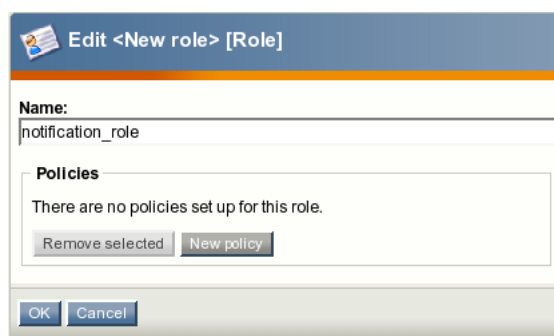 Edit <New role> [Role]
Name:
notification_role
Policies
There are no policies set up for this role.
Remove selected New policy
OK Cancel